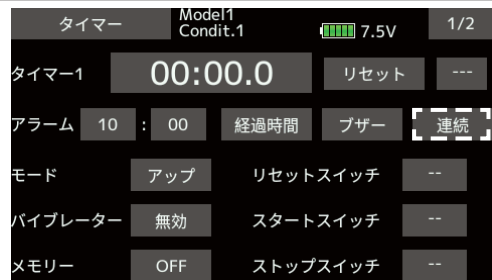 タイマー Model1 Condit.1 7.5V 1/2
タイマー1 00:00.0 リセット ---
アラーム 10 : 00 経過時間 ブザー 連続
モード アップ リセットスイッチ --
バイブレーター 無効 スタートスイッチ --
メモリー OFF ストップスイッチ --